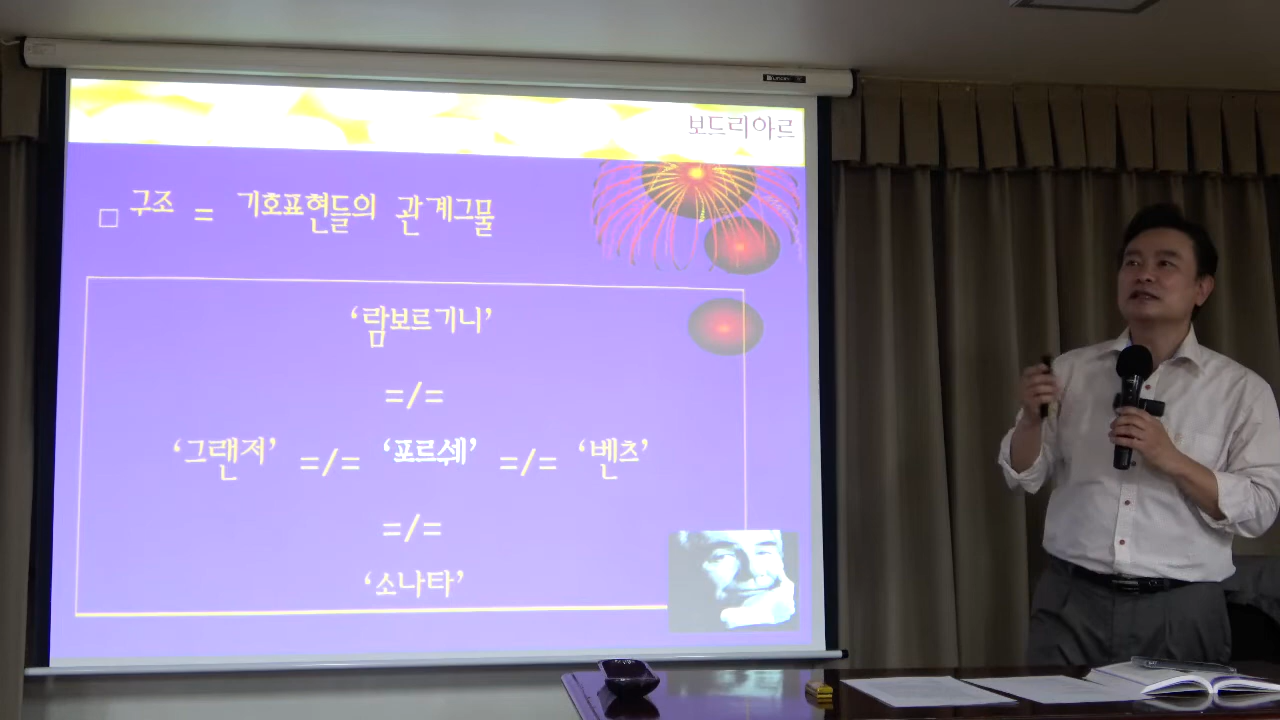 보드리아르
□ 구조 = 기호표현들의 관계그물
‘람보르기니’
=/=
‘그랜저’ =/= ‘포르쉐’ =/= ‘벤츠’
=/=
‘소나타’